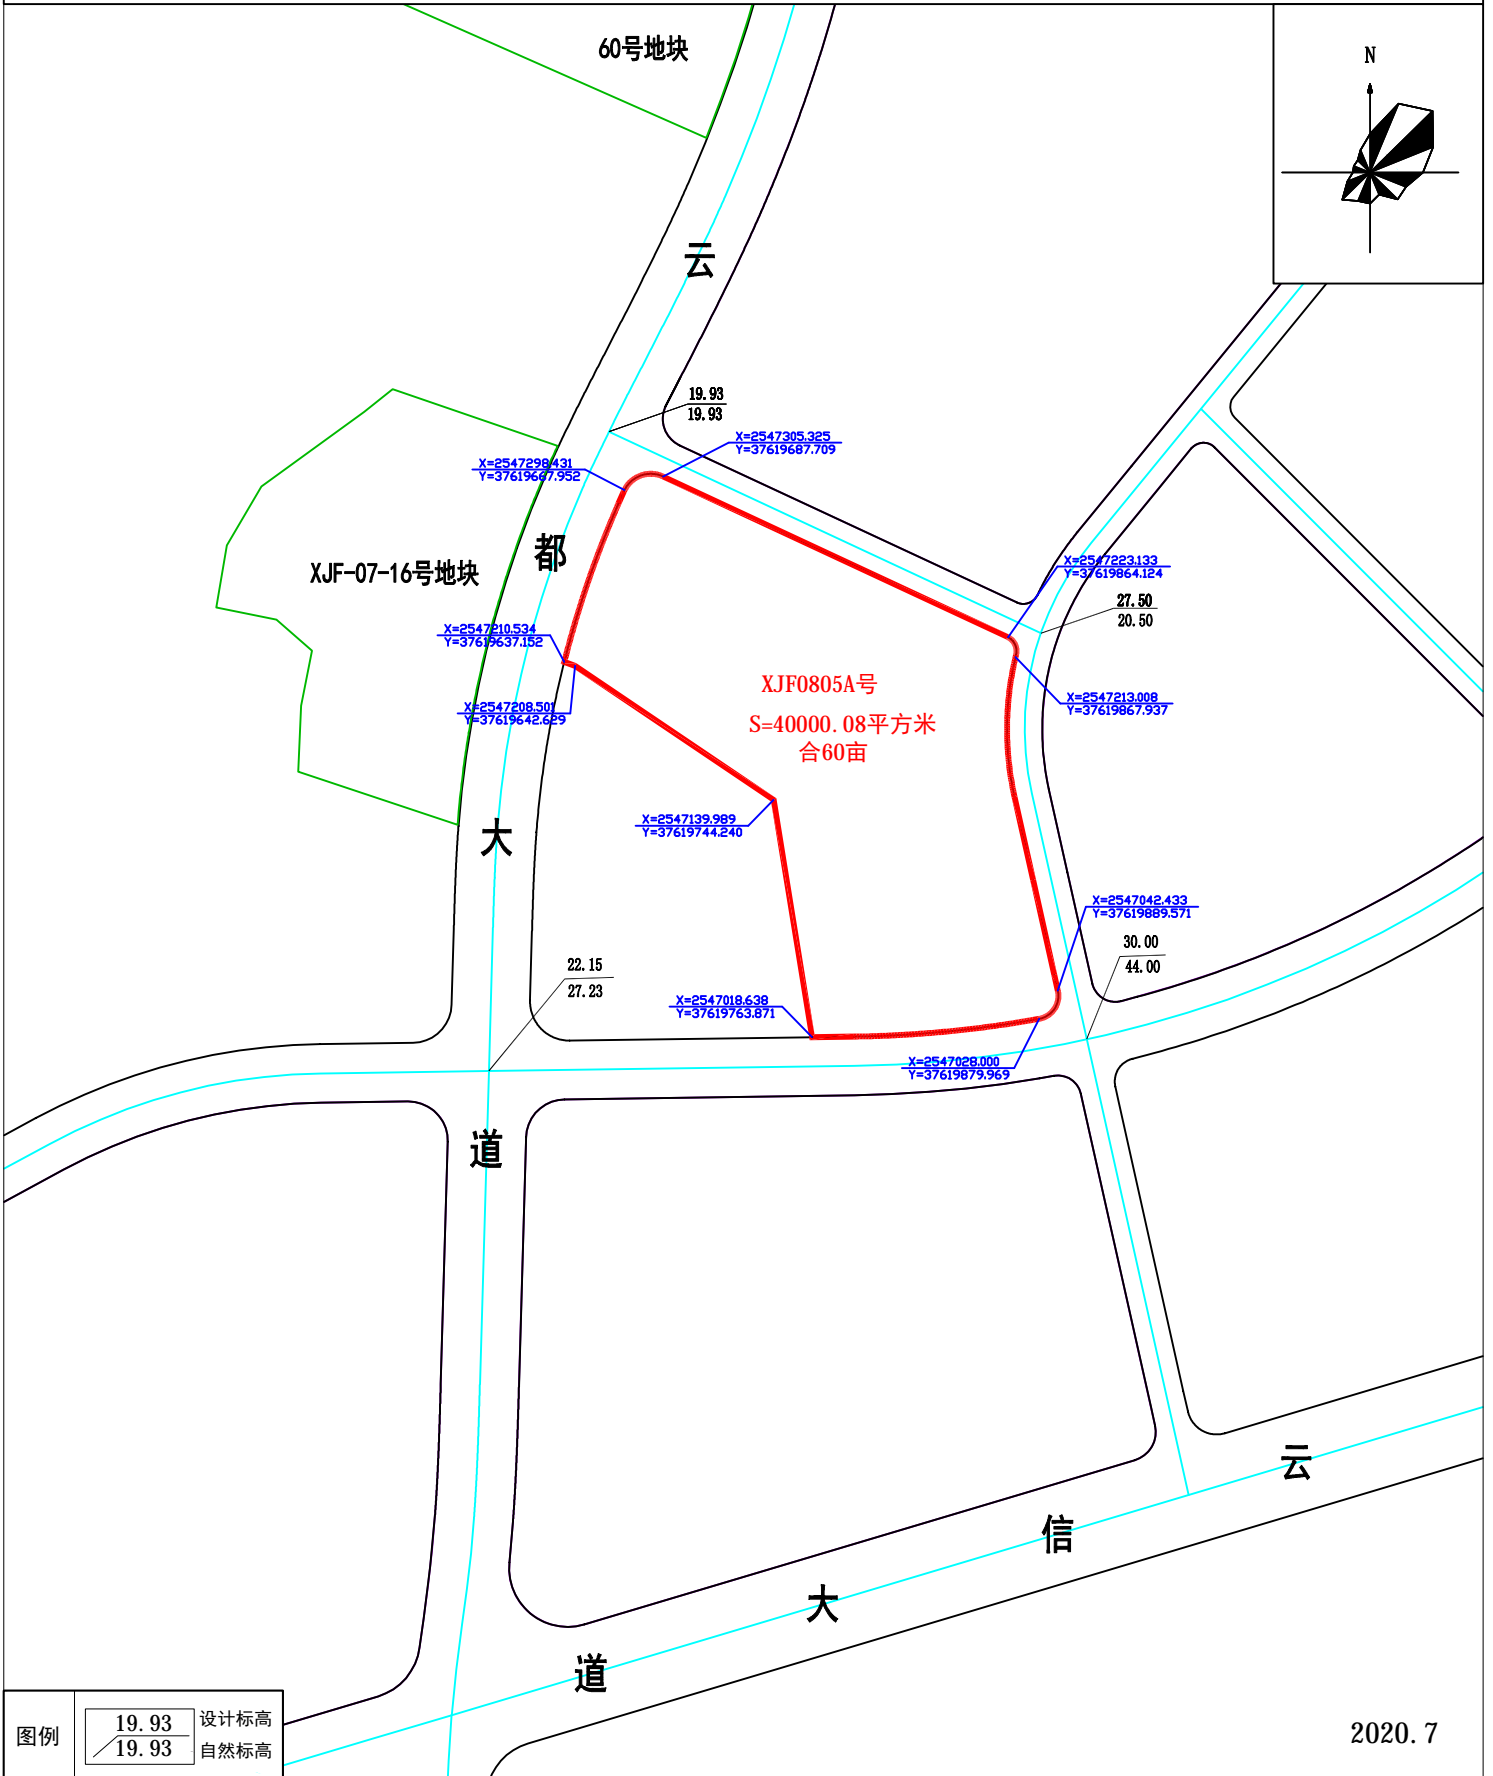 60号地块
N
云
19.93
19.93
X=2547305.325
Y=37619687.709
X=2547298.431
Y=37619667.952
都
XJF-07-16号地块
X=2547223.133
Y=37619864.124
27.50
20.50
X=2547210.534
Y=37619637.152
XJF0805A号
S=40000.08平方米
合60亩
X=2547213.008
Y=37619867.937
X=2547208.501
Y=37619642.629
大
X=2547139.989
Y=37619744.240
X=2547042.433
Y=37619889.571
30.00
44.00
22.15
27.23
X=2547018.638
Y=37619763.871
X=2547028.000
Y=37619879.969
道
云
信
大
道
图例
19.93 设计标高
19.93 自然标高
2020.7